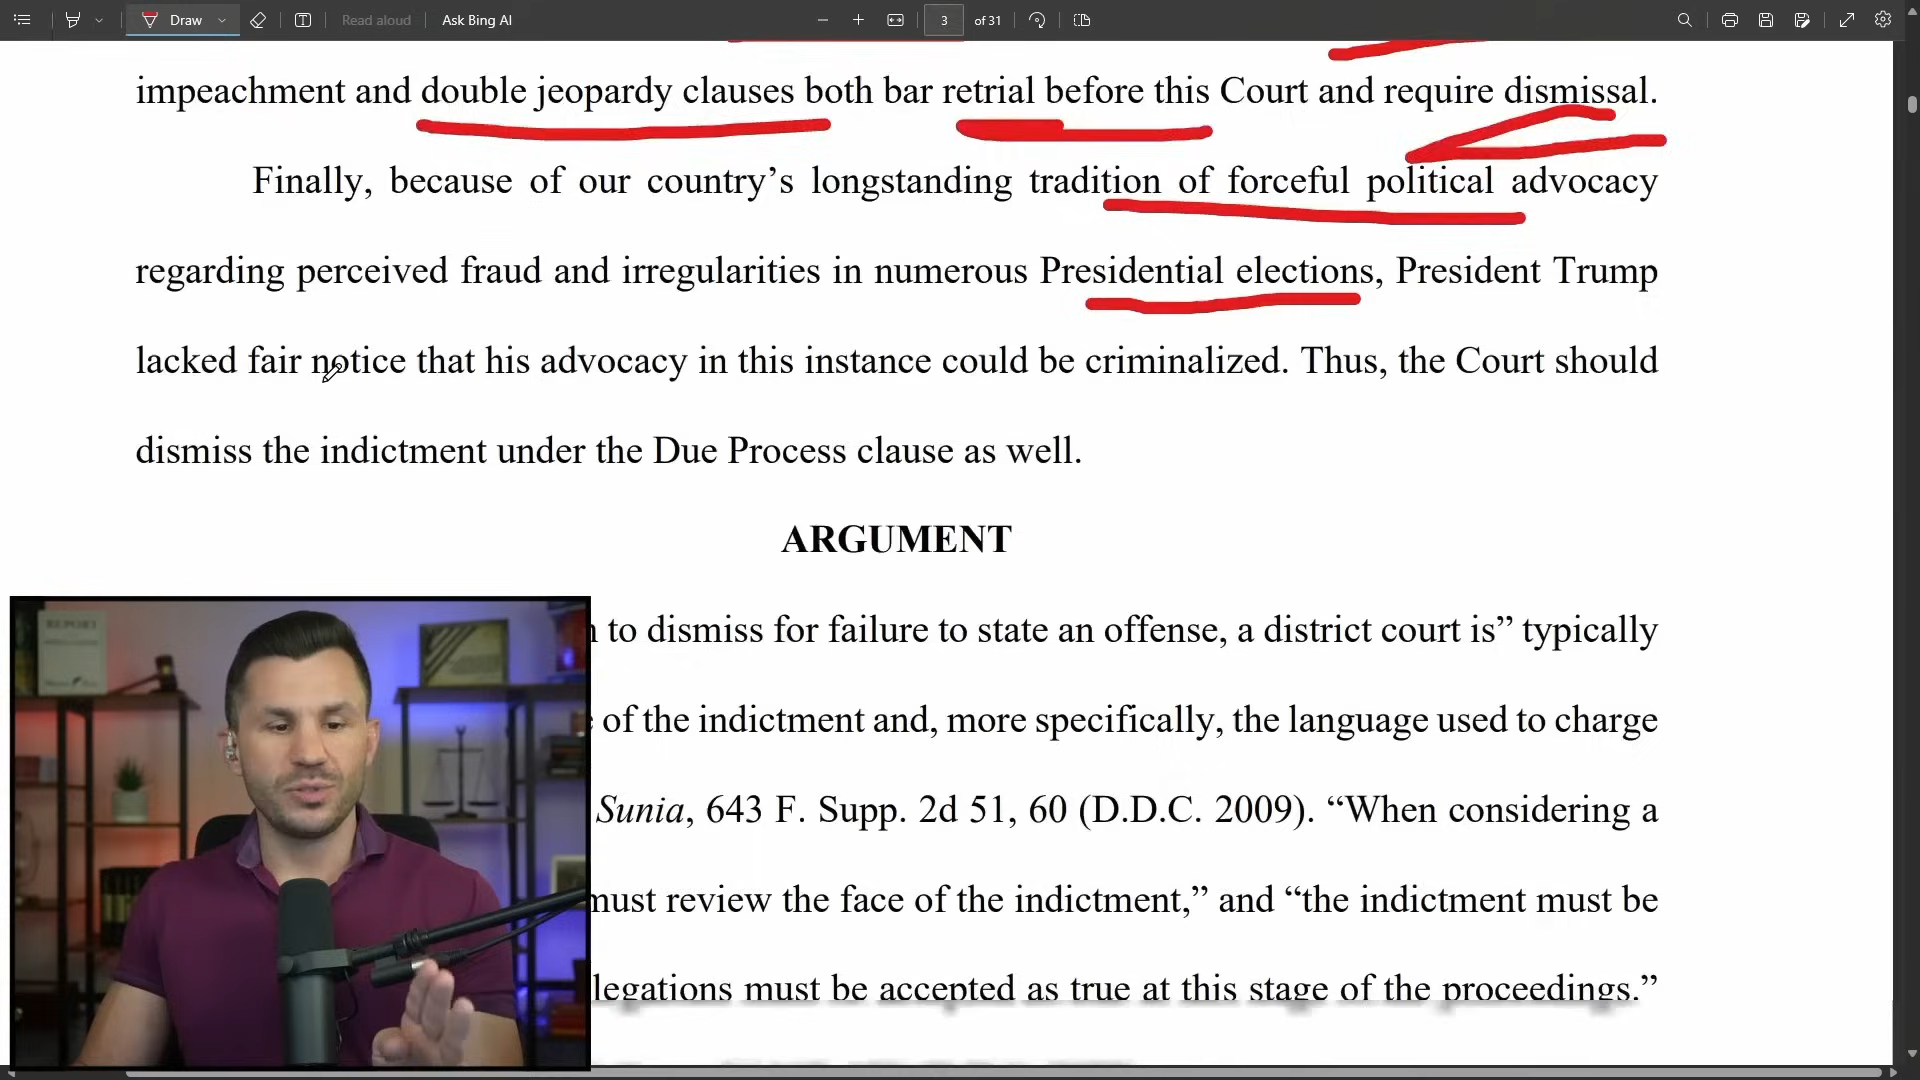 Draw
Read aloud
Ask Bing AI
3 of 31
impeachment and double jeopardy clauses both bar retrial before this Court and require dismissal.
Finally, because of our country’s longstanding tradition of forceful political advocacy
regarding perceived fraud and irregularities in numerous Presidential elections, President Trump
lacked fair notice that his advocacy in this instance could be criminalized. Thus, the Court should
dismiss the indictment under the Due Process clause as well.
ARGUMENT
to dismiss for failure to state an offense, a district court is” typically
of the indictment and, more specifically, the language used to charge
Sunia, 643 F. Supp. 2d 51, 60 (D.D.C. 2009). “When considering a
must review the face of the indictment,” and “the indictment must be
legations must be accepted as true at this stage of the proceedings.”
REPORT